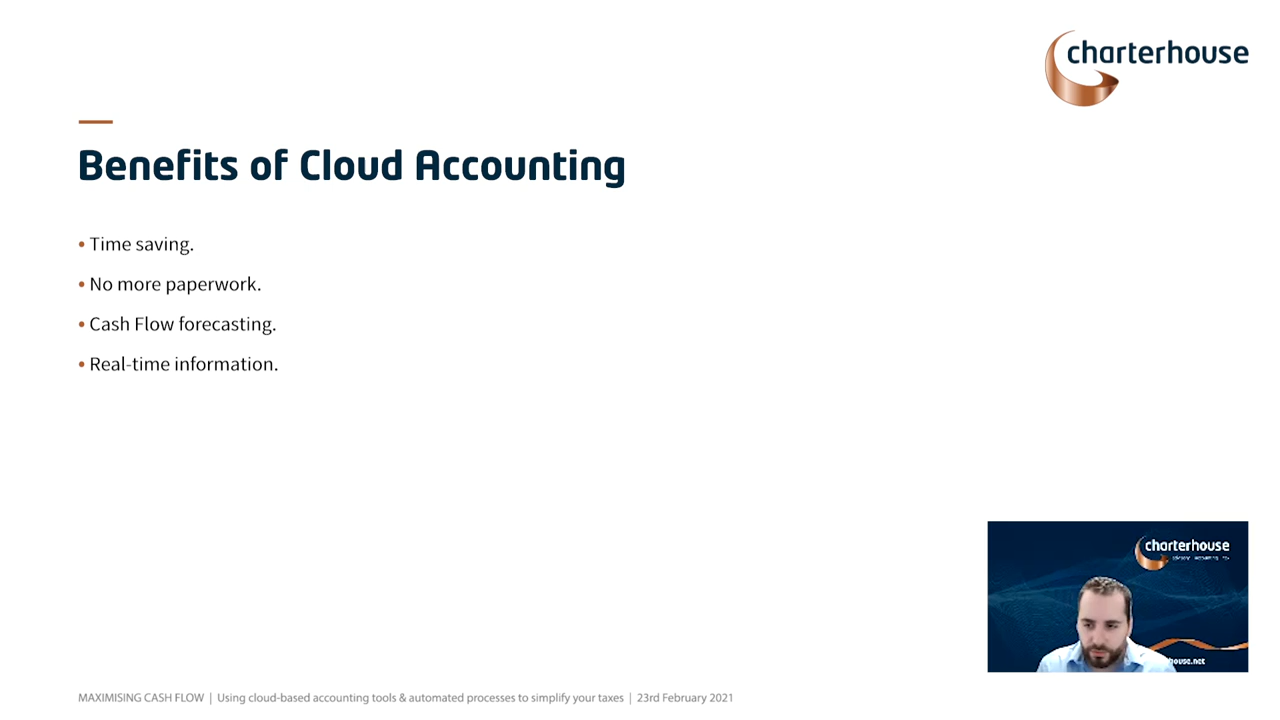 charterhouse
Benefits of Cloud Accounting
• Time saving.
• No more paperwork.
• Cash Flow forecasting.
• Real-time information.
charterhouse
house.net
MAXIMISING CASH FLOW | Using cloud-based accounting tools & automated processes to simplify your taxes | 23rd February 2021